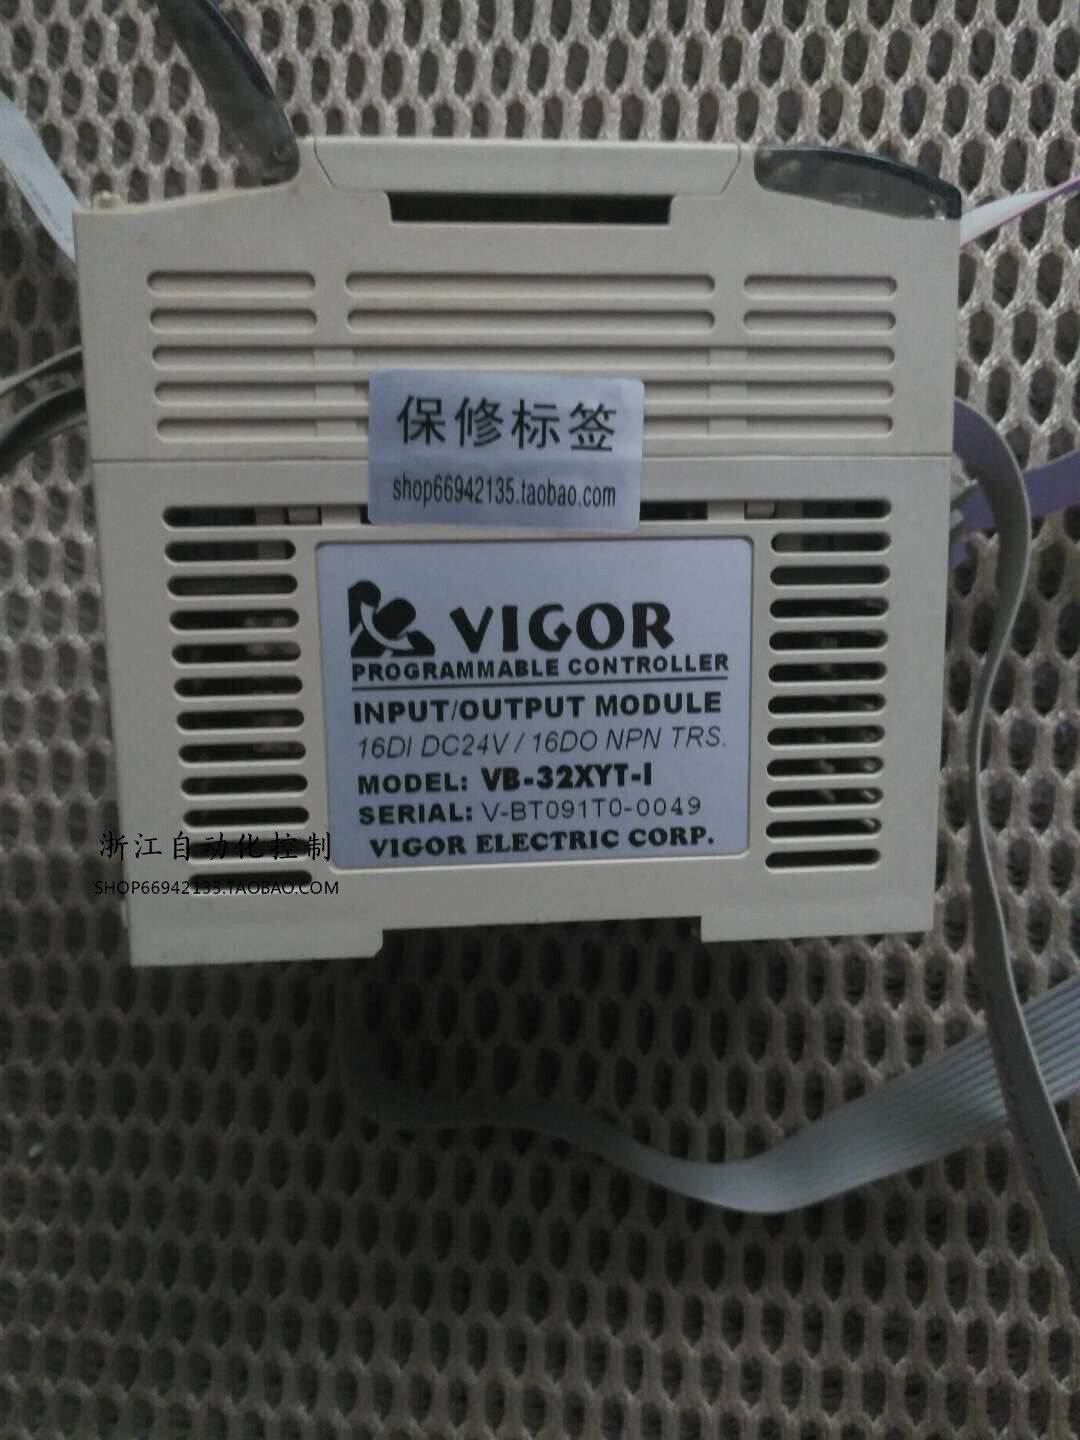 保修标签
shop66942135.taobao.com
VIGOR
PROGRAMMABLE CONTROLLER
INPUT/OUTPUT MODULE
16DI DC24V / 16DO NPN TRS.
MODEL: VB-32XYT-I
SERIAL: V-BT091T0-0049
VIGOR ELECTRIC CORP.
浙江自动化控制
SHOP66942135.TAOBAO.COM